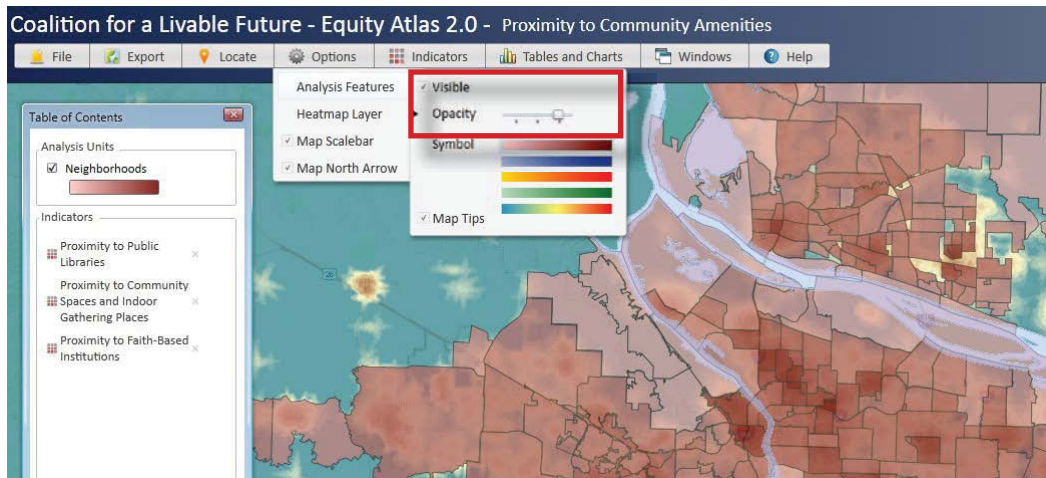 Coalition for a Livable Future - Equity Atlas 2.0 - Proximity to Community Amenities
File Export Locate Options Indicators Tables and Charts Windows Help
Analysis Features
Heatmap Layer
Map Scalebar
Map North Arrow
Visible
Opacity
Symbol
Map Tips
Table of Contents
Analysis Units
Neighborhoods
Indicators
Proximity to Public
Libraries
Proximity to Community
Spaces and Indoor
Gathering Places
Proximity to Faith-Based
Institutions
26